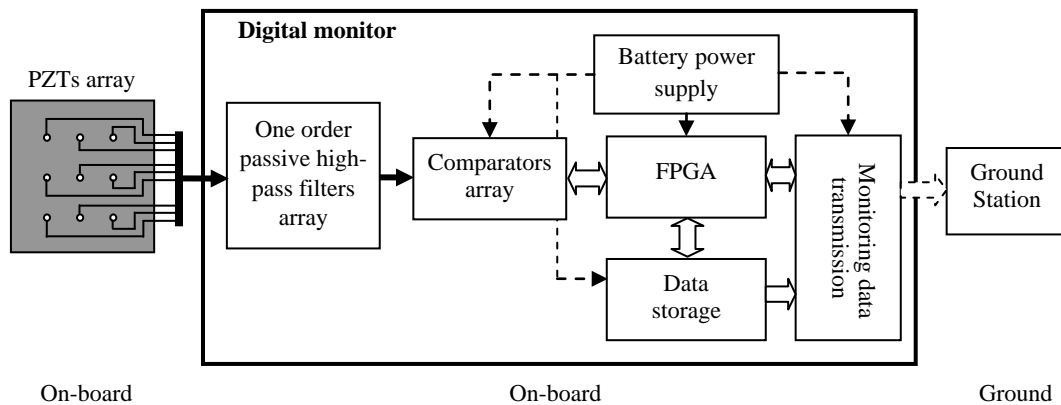 Digital monitor
PZTs array
Battery power
supply
One order
passive high-
pass filters
array
Comparators
array
FPGA
Monitoring data
transmission
Ground
Station
Data
storage
On-board
On-board
Ground